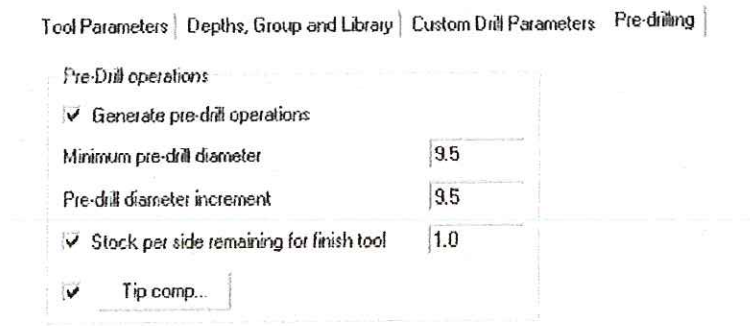 Tool Parameters Depths, Group and Library Custom Drill Parameters Pre-drilling
Pre-Drill operations
Generate pre-drill operations
Minimum pre-drill diameter 9.5
Pre-drill diameter increment 9.5
Stock per side remaining for finish tool 1.0
Tip comp...